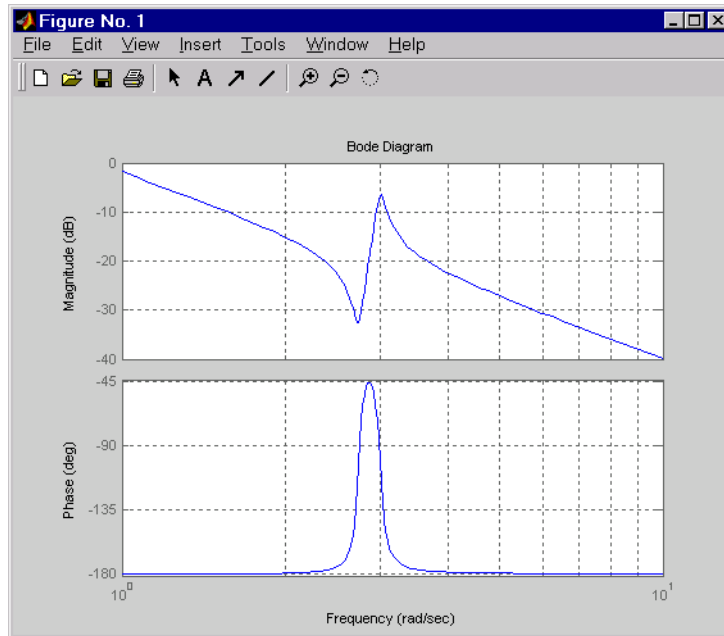 Figure No. 1
File Edit View Insert Tools Window Help
A
Bode Diagram
Magnitude (dB)
0
-10
-20
-30
-40
Phase (deg)
-45
-90
-135
-180
10^0 10^1
Frequency (rad/sec)